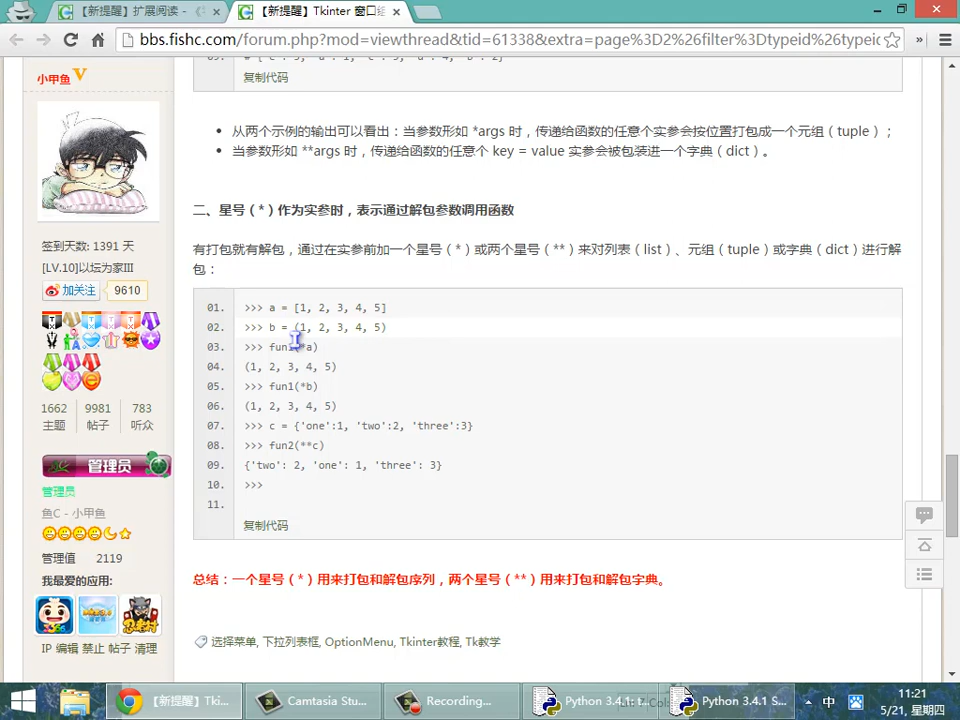 【新提醒】扩展阅读 -
【新提醒】Tkinter 窗口组
bbs.fishc.com/forum.php?mod=viewthread&tid=61338&extra=page%3D2%26filter%3Dtypeid%26typeic
小甲鱼
复制代码
从两个示例的输出可以看出：当参数形如 *args 时，传递给函数的任意个实参会按位置打包成一个元组（tuple）；
当参数形如 **args 时，传递给函数的任意个 key = value 实参会被包装进一个字典（dict）。
二、星号（*）作为实参时，表示通过解包参数调用函数
有打包就有解包，通过在实参前加一个星号（*）或两个星号（**）来对列表（list）、元组（tuple）或字典（dict）进行解
包：
01. >>> a = [1, 2, 3, 4, 5]
02. >>> b = (1, 2, 3, 4, 5)
03. >>> fun1(*a)
04. (1, 2, 3, 4, 5)
05. >>> fun1(*b)
06. (1, 2, 3, 4, 5)
07. >>> c = {'one':1, 'two':2, 'three':3}
08. >>> fun2(**c)
09. {'two': 2, 'one': 1, 'three': 3}
10. >>>
11.
复制代码
总结：一个星号（*）用来打包和解包序列，两个星号（**）用来打包和解包字典。
选择菜单, 下拉列表框, OptionMenu, Tkinter教程, Tk教学
签到天数: 1391 天
[LV.10]以坛为家III
加关注 9610
1662 9981 783
主题 帖子 听众
管理员
管理员
鱼C - 小甲鱼
管理值 2119
我最爱的应用:
IP 编辑 禁止 帖子 清理
【新提醒】Tki...
Camtasia Stu...
Recording...
Python 3.4.1: t...
Python 3.4.1 S...
中
11:21
5/21, 星期四